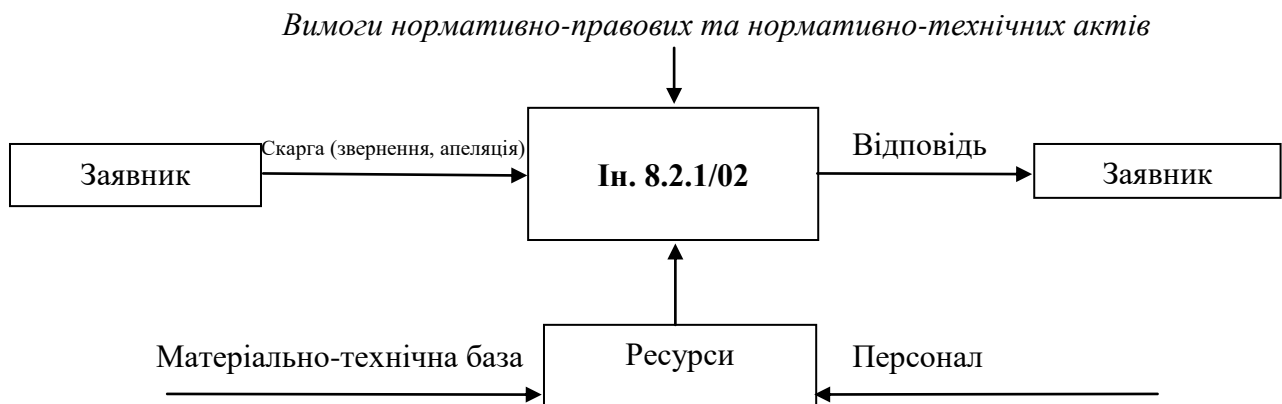 Вимоги нормативно-правових та нормативно-технічних актів
Заявник
Скарга (звернення, апеляція)
Ін. 8.2.1/02
Відповідь
Заявник
Матеріально-технічна база
Ресурси
Персонал